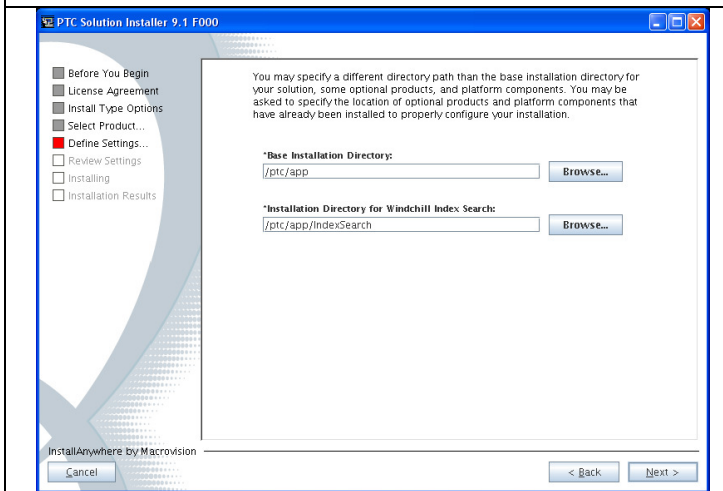 PTC Solution Installer 9.1 F000
Before You Begin
License Agreement
Install Type Options
Select Product...
Define Settings...
Review Settings
Installing
Installation Results
You may specify a different directory path than the base installation directory for
your solution, some optional products, and platform components. You may be
asked to specify the location of optional products and platform components that
have already been installed to properly configure your installation.
*Base Installation Directory:
/ptc/app
Browse...
*Installation Directory for Windchill Index Search:
/ptc/app/IndexSearch
Browse...
InstallAnywhere by Macrovision
Cancel
< Back
Next >